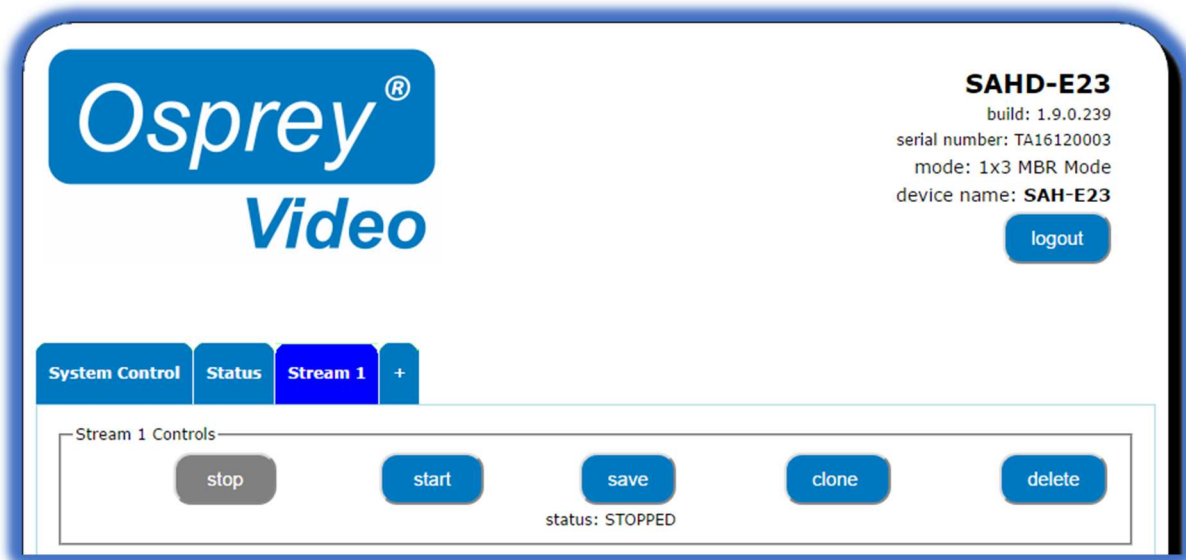 Osprey®
Video
SAHD-E23
build: 1.9.0.239
serial number: TA16120003
mode: 1x3 MBR Mode
device name: SAH-E23
logout
System Control Status Stream 1 +
Stream 1 Controls
stop start save clone delete
status: STOPPED